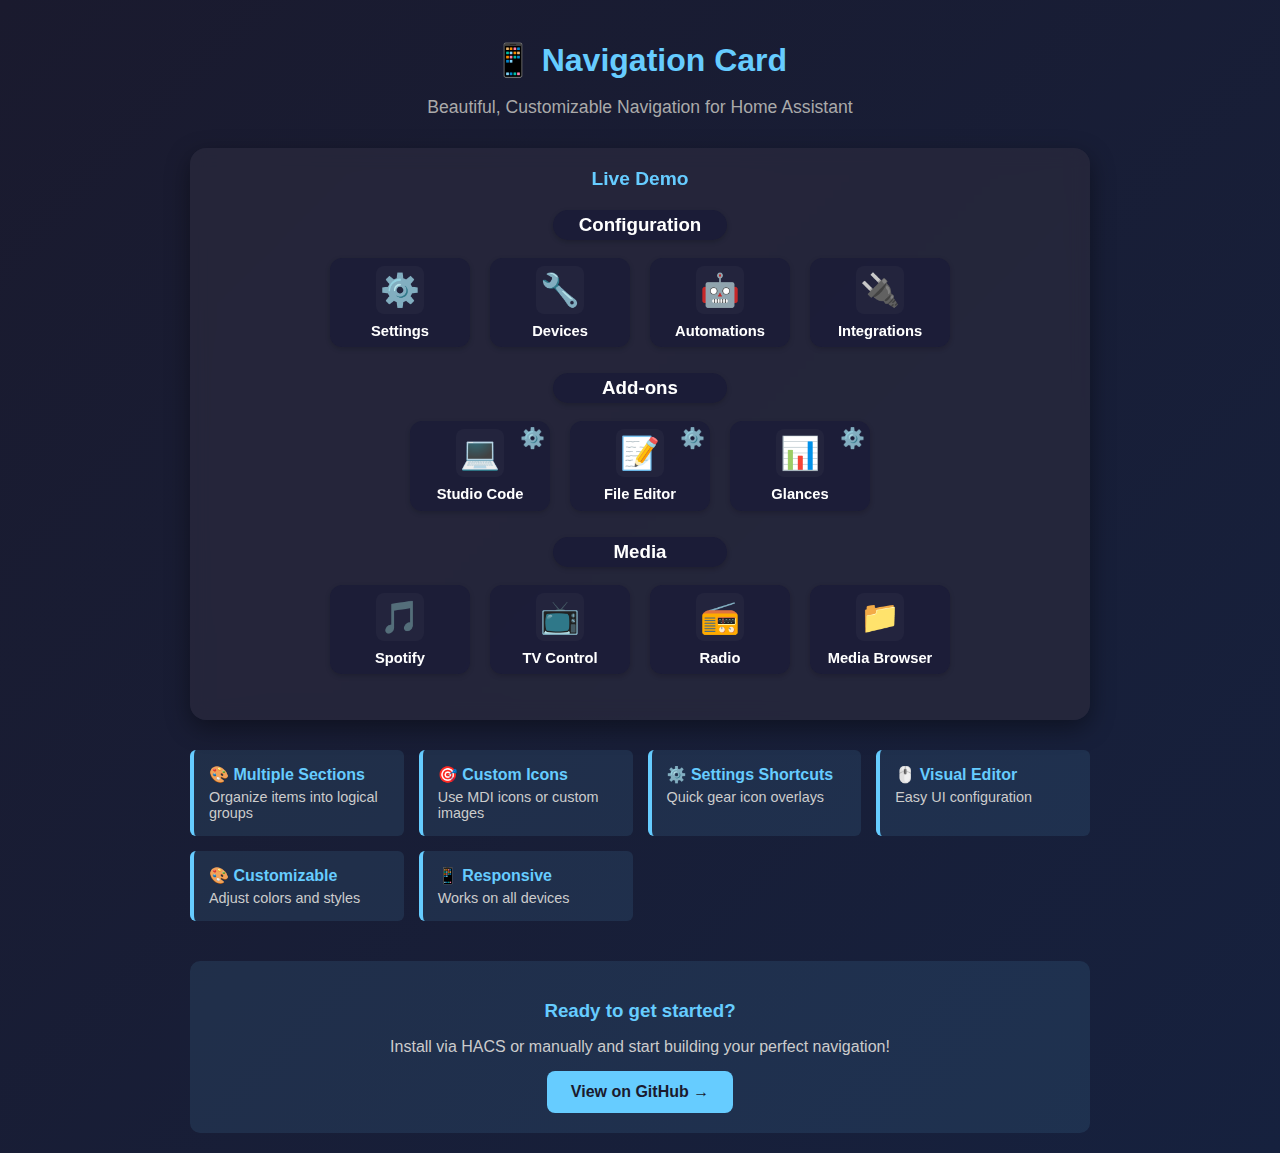 📱 Navigation Card
Beautiful, Customizable Navigation for Home Assistant
Live Demo
Configuration
Settings
Devices
Automations
Integrations
Add-ons
Studio Code
File Editor
Glances
Media
Spotify
TV Control
Radio
Media Browser
🎨 Multiple Sections
Organize items into logical
groups
🎯 Custom Icons
Use MDI icons or custom
images
⚙️ Settings Shortcuts
Quick gear icon overlays
🖱️ Visual Editor
Easy UI configuration
🎨 Customizable
Adjust colors and styles
📱 Responsive
Works on all devices
Ready to get started?
Install via HACS or manually and start building your perfect navigation!
View on GitHub →